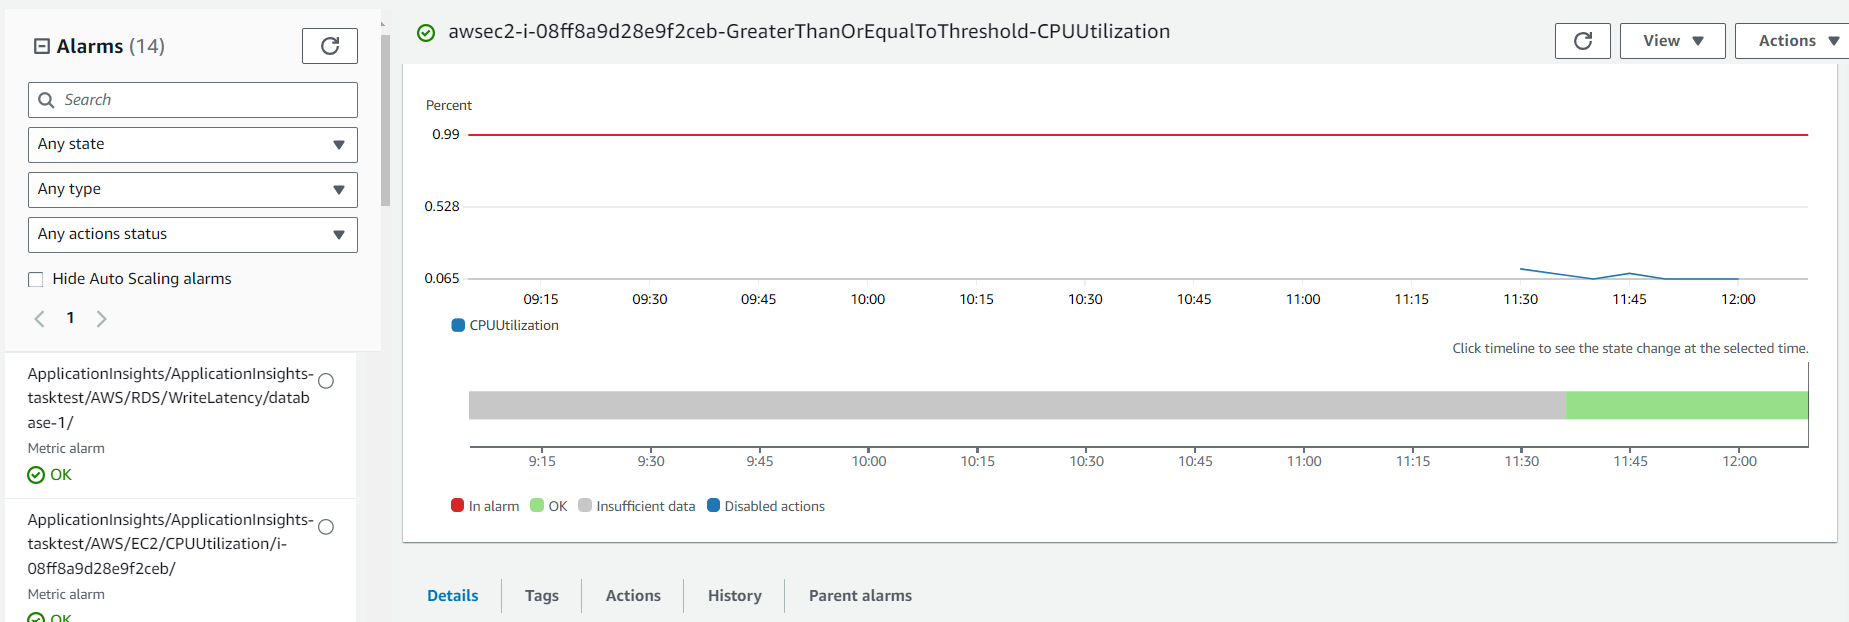 Alarms (14)
Search
Any state
Any type
Any actions status
Hide Auto Scaling alarms
1
ApplicationInsights/ApplicationInsights-
tasktest/AWS/RDS/WriteLatency/datab
ase-1/
Metric alarm
OK
ApplicationInsights/ApplicationInsights-
tasktest/AWS/EC2/CPUUtilization/i-
08ff8a9d28e9f2ceb/
Metric alarm
OK
awsec2-i-08ff8a9d28e9f2ceb-GreaterThanOrEqualToThreshold-CPUUtilization
View
Actions
Percent
0.99
0.528
0.065
09:15 09:30 09:45 10:00 10:15 10:30 10:45 11:00 11:15 11:30 11:45 12:00
CPUUtilization
Click timeline to see the state change at the selected time.
9:15 9:30 9:45 10:00 10:15 10:30 10:45 11:00 11:15 11:30 11:45 12:00
In alarm OK Insufficient data Disabled actions
Details Tags Actions History Parent alarms